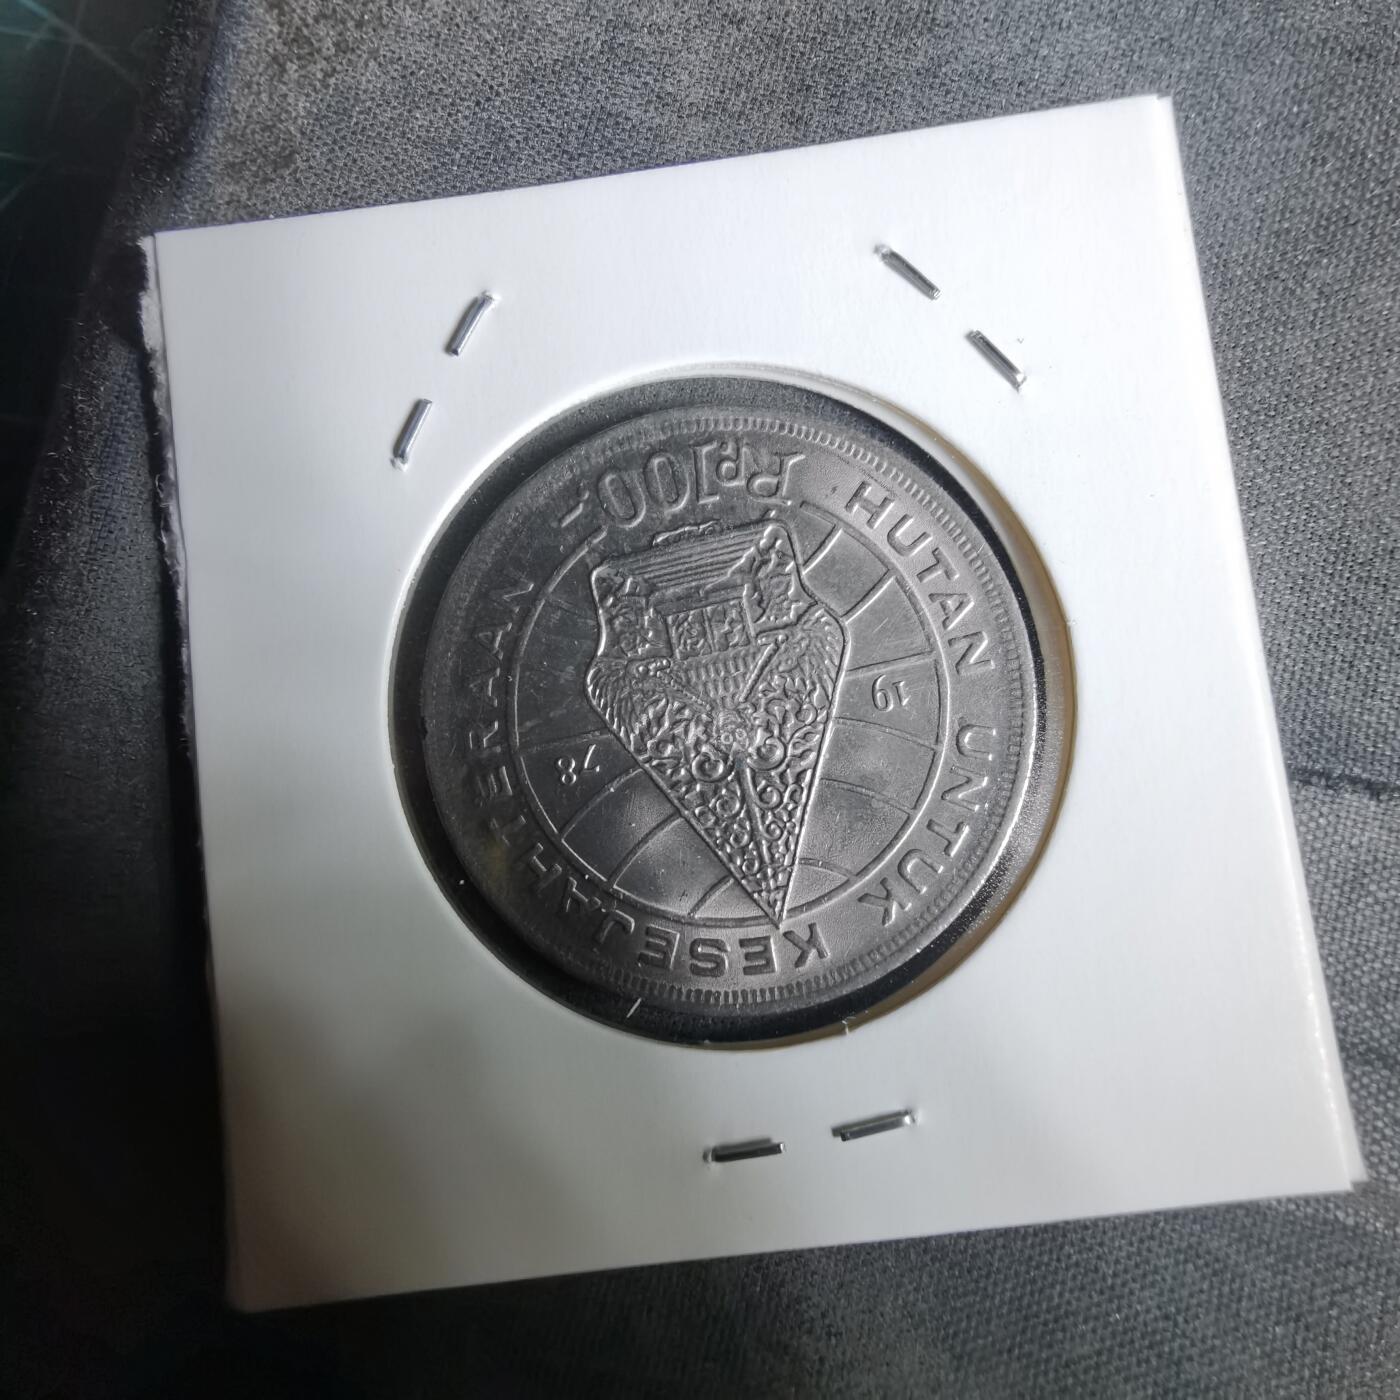 HUTAN UNTUK KESEJAHTERAAN
19 78
Rp100,-